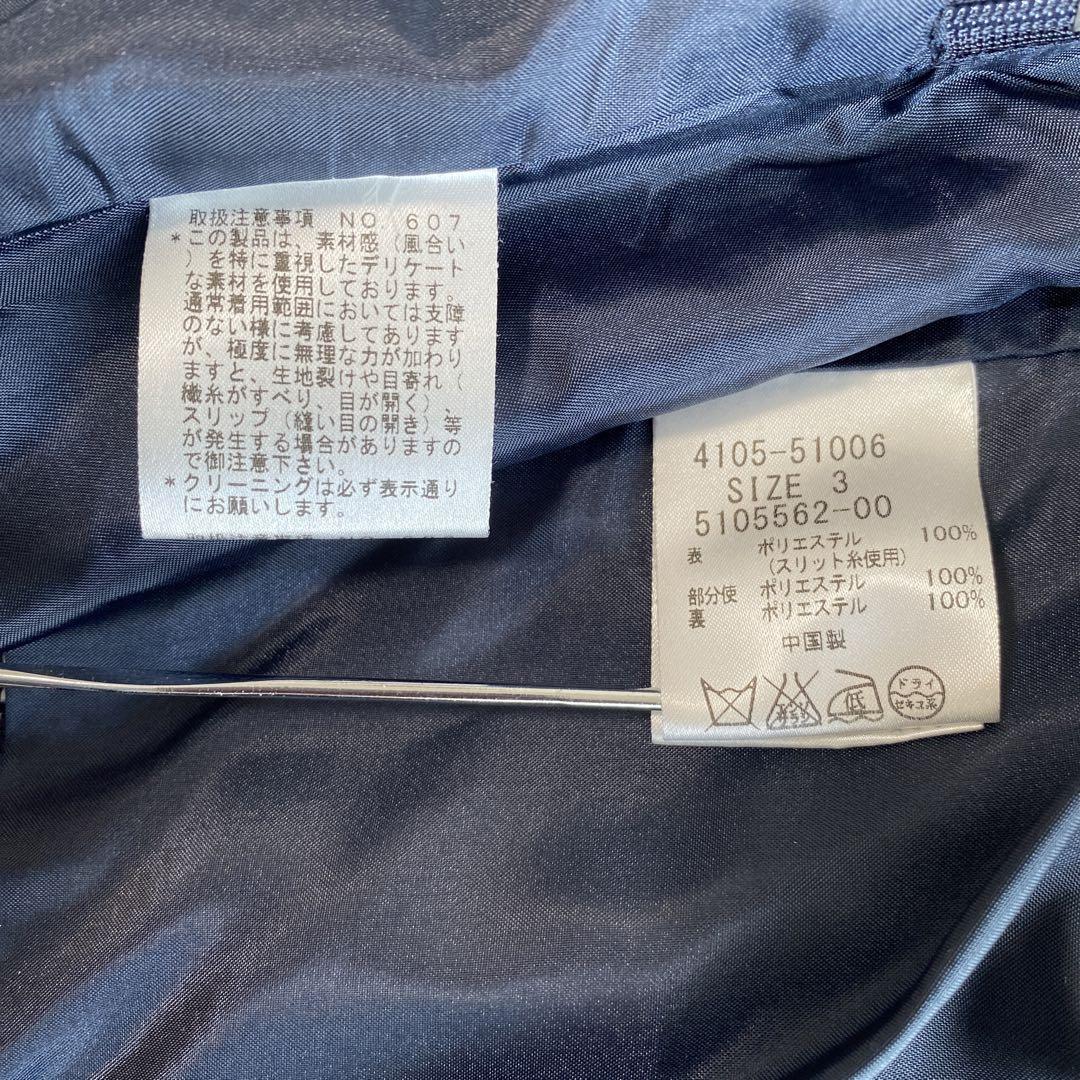 取扱注意事項 NO. 607
*この製品は、素材感(風合い
)を特に重視したデリケート
な素材を使用しております。
通常着用範囲においては支障
のない様に考慮してあります
が、極度に無理な力が加わり
ますと、生地裂けや目寄れ(
織糸がすべり、目が開く)、
スリップ(縫い目の開き)等
が発生する場合がありますの
で御注意下さい。
*クリーニングは必ず表示通り
にお願いします。
4105-51006
SIZE 3
5105562-00
表 ポリエステル 100%
(スリット糸使用)
部分使 ポリエステル 100%
裏 ポリエステル 100%
中国製
エンソ
サラシ
低
ドライ
セキユ系